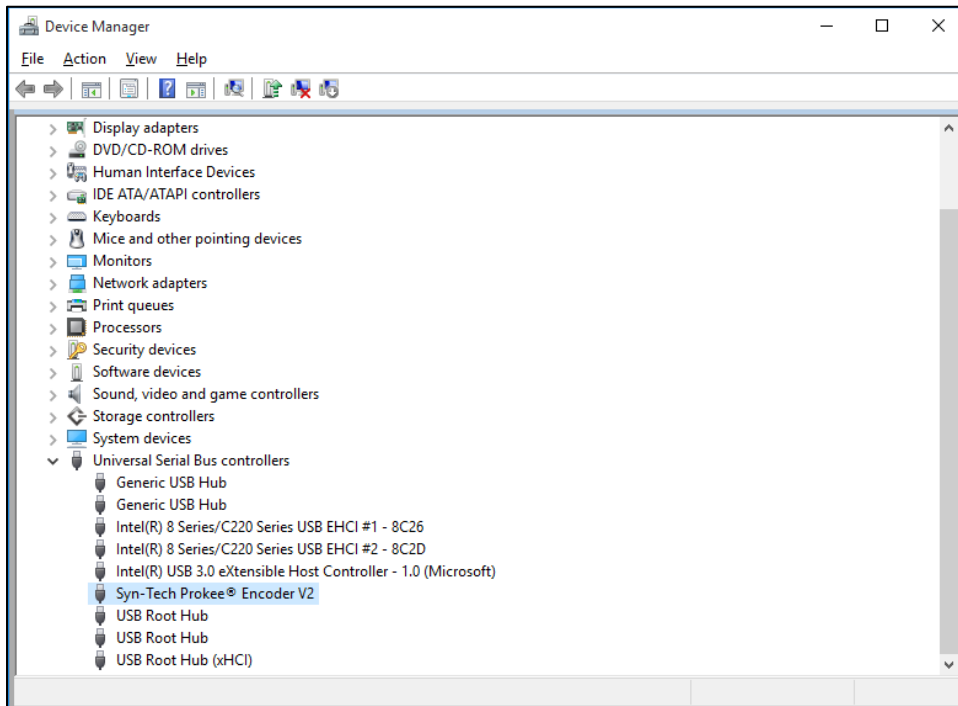 Device Manager
File Action View Help
Display adapters
DVD/CD-ROM drives
Human Interface Devices
IDE ATA/ATAPI controllers
Keyboards
Mice and other pointing devices
Monitors
Network adapters
Print queues
Processors
Security devices
Software devices
Sound, video and game controllers
Storage controllers
System devices
Universal Serial Bus controllers
Generic USB Hub
Generic USB Hub
Intel(R) 8 Series/C220 Series USB EHCI #1 - 8C26
Intel(R) 8 Series/C220 Series USB EHCI #2 - 8C2D
Intel(R) USB 3.0 eXtensible Host Controller - 1.0 (Microsoft)
Syn-Tech Prokee® Encoder V2
USB Root Hub
USB Root Hub
USB Root Hub (xHCI)